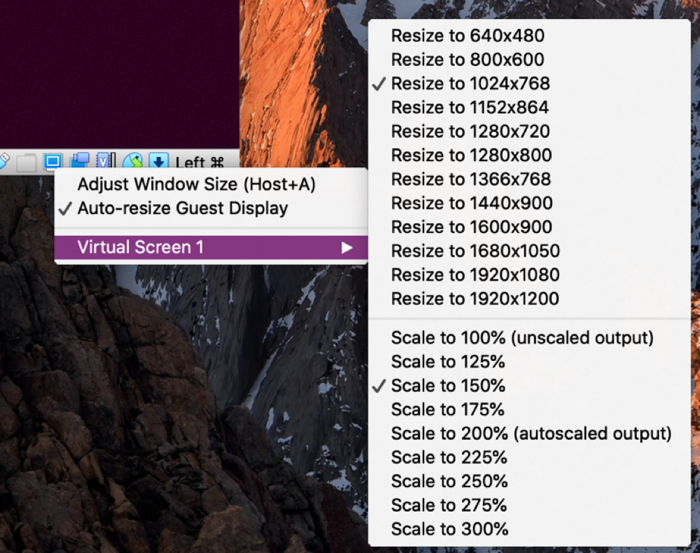 Left ⌘
Adjust Window Size (Host+A)
✓ Auto-resize Guest Display
Virtual Screen 1 ▶
Resize to 640x480
Resize to 800x600
✓ Resize to 1024x768
Resize to 1152x864
Resize to 1280x720
Resize to 1280x800
Resize to 1366x768
Resize to 1440x900
Resize to 1600x900
Resize to 1680x1050
Resize to 1920x1080
Resize to 1920x1200
Scale to 100% (unscaled output)
Scale to 125%
✓ Scale to 150%
Scale to 175%
Scale to 200% (autoscaled output)
Scale to 225%
Scale to 250%
Scale to 275%
Scale to 300%